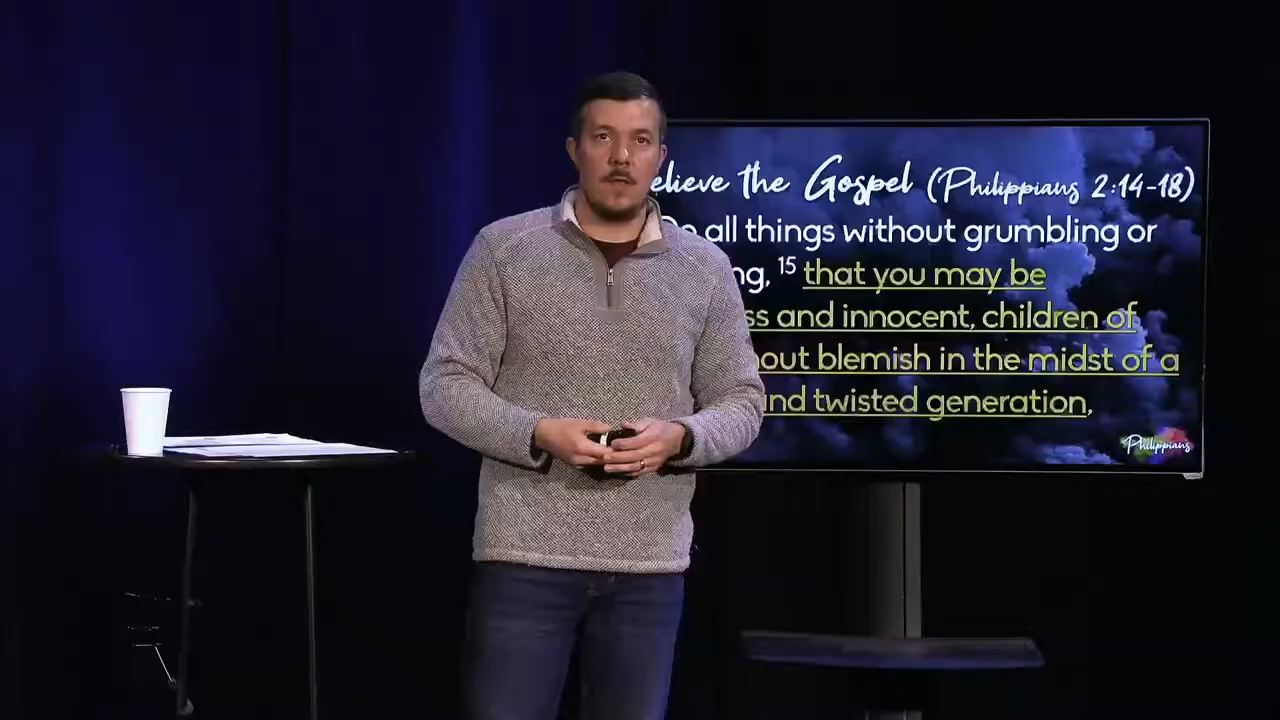 elieve the Gospel (Philippians 2:14-18)
all things without grumbling or
ng, 15 that you may be
ss and innocent, children of
out blemish in the midst of a
nd twisted generation,
Philippians